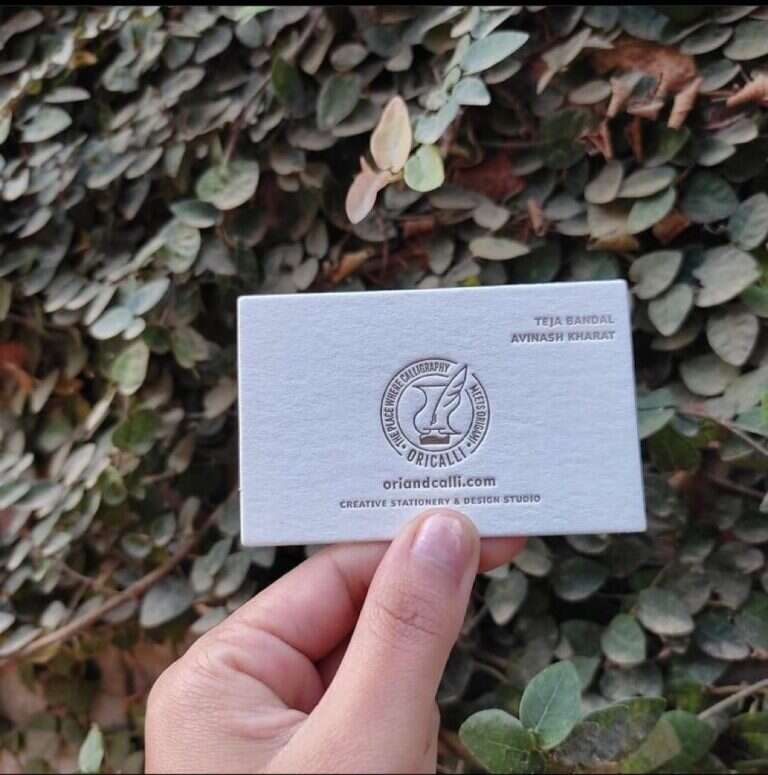 TEJA BANDAL
AVINASH KHARAT
• THE PLACE WHERE CALLIGRAPHY MEETS ORIGAMI •
ORICALLI
oriandcalli.com
CREATIVE STATIONERY & DESIGN STUDIO